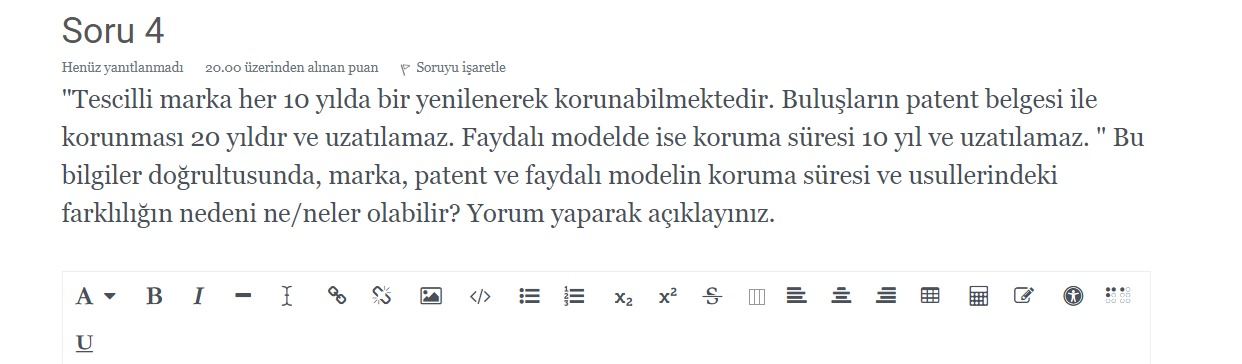 Soru 4
Henüz yanıtlanmadı 20.00 üzerinden alınan puan Soruyu işaretle
"Tescilli marka her 10 yılda bir yenilenerek korunabilmektedir. Buluşların patent belgesi ile
korunması 20 yıldır ve uzatılamaz. Faydalı modelde ise koruma süresi 10 yıl ve uzatılamaz. " Bu
bilgiler doğrultusunda, marka, patent ve faydalı modelin koruma süresi ve usullerindeki
farklılığın nedeni ne/neler olabilir? Yorum yaparak açıklayınız.
A B I x₂ x² S
U